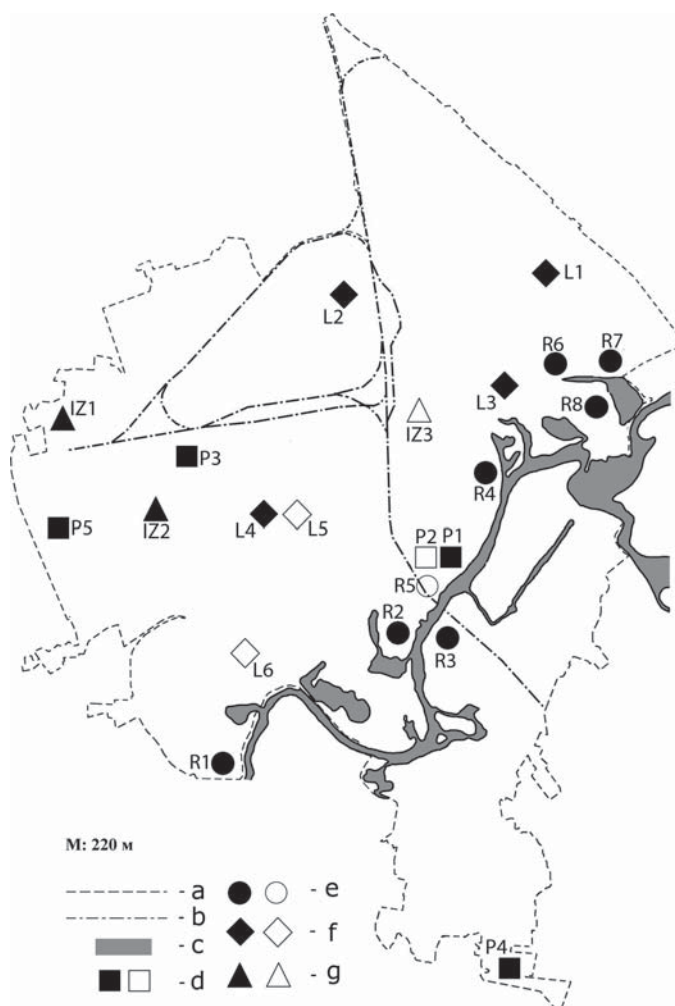 L1
L2
R6 R7
L3
R8
IZ1
IZ3
P3
R4
P5
IZ2
L4 L5
P2 P1
R5
R2
R3
L6
R1
М: 220 м
- a - e
- b
- f
- c
- d - g
P4